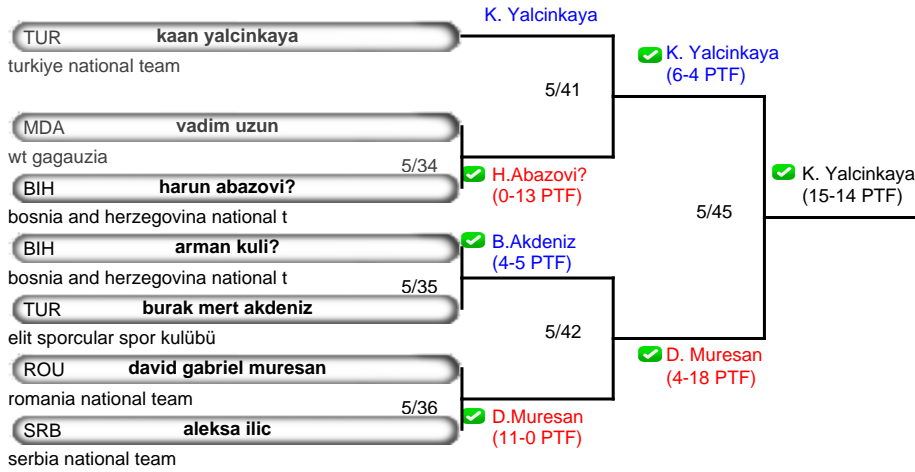 K. Yalcinkaya
TUR kaan yalcinkaya
turkiye national team
K. Yalcinkaya
(6-4 PTF)
5/41
MDA vadim uzun
wt gagauzia
5/34
H.Abazovi?
(0-13 PTF)
BIH harun abazovi?
bosnia and herzegovina national t
K. Yalcinkaya
(15-14 PTF)
5/45
BIH arman kuli?
bosnia and herzegovina national t
B.Akdeniz
(4-5 PTF)
5/35
TUR burak mert akdeniz
elit sporcular spor kulübü
5/42
D. Muresan
(4-18 PTF)
ROU david gabriel muresan
romania national team
5/36
D.Muresan
(11-0 PTF)
SRB aleksa ilic
serbia national team